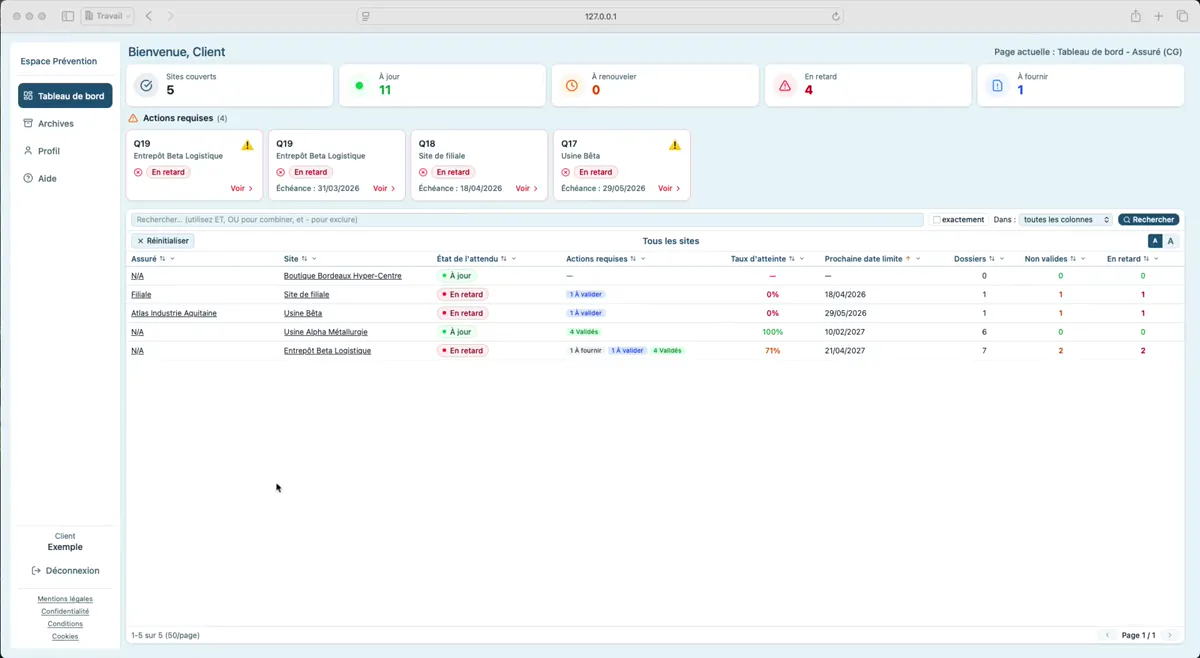 Travail
127.0.0.1
Espace Prévention
Tableau de bord
Archives
Profil
Aide
Client
Exemple
Déconnexion
Mentions légales
Confidentialité
Conditions
Cookies
Bienvenue, Client
Page actuelle : Tableau de bord - Assuré (CG)
Sites couverts
5
À jour
11
À renouveler
0
En retard
4
À fournir
1
Actions requises (4)
Q19
Entrepôt Beta Logistique
En retard
Voir
Q19
Entrepôt Beta Logistique
En retard
Échéance : 31/03/2026 Voir
Q18
Site de filiale
En retard
Échéance : 18/04/2026 Voir
Q17
Usine Bêta
En retard
Échéance : 29/05/2026 Voir
Rechercher... (utilisez ET, OU pour combiner, et - pour exclure) exactement Dans : toutes les colonnes Rechercher
Réinitialiser Tous les sites A A
Assuré Site État de l'attendu Actions requises Taux d'atteinte Prochaine date limite Dossiers Non valides En retard
N/A Boutique Bordeaux Hyper-Centre À jour — — — 0 0 0
Filiale Site de filiale En retard 1 À valider 0% 18/04/2026 1 1 1
Atlas Industrie Aquitaine Usine Bêta En retard 1 À valider 0% 29/05/2026 1 1 1
N/A Usine Alpha Métallurgie À jour 4 Validés 100% 10/02/2027 6 0 0
N/A Entrepôt Beta Logistique En retard 1 À fournir 1 À valider 4 Validés 71% 21/04/2027 7 2 2
1-5 sur 5 (50/page) Page 1 / 1